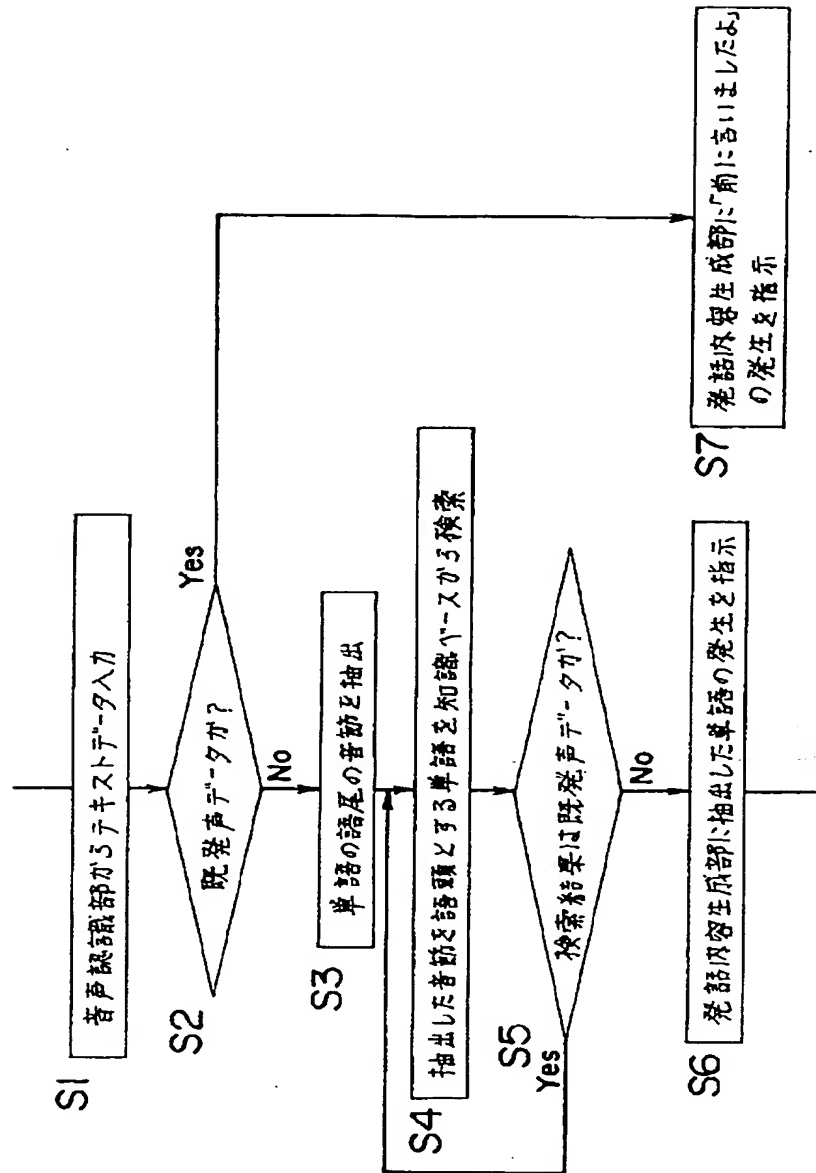 S1
音声認識部からテキストデータ入力
S2
既発声データか?
Yes
No
S3
単語の語尾の音節を抽出
S4
抽出した音節を語頭とする単語を知識ベースから検索
S5
検索結果は既発声データか?
Yes
No
S6
発話内容生成部に抽出した単語の発生を指示
S7
発話内容生成部に「前に言いましたよ」
の発生を指示